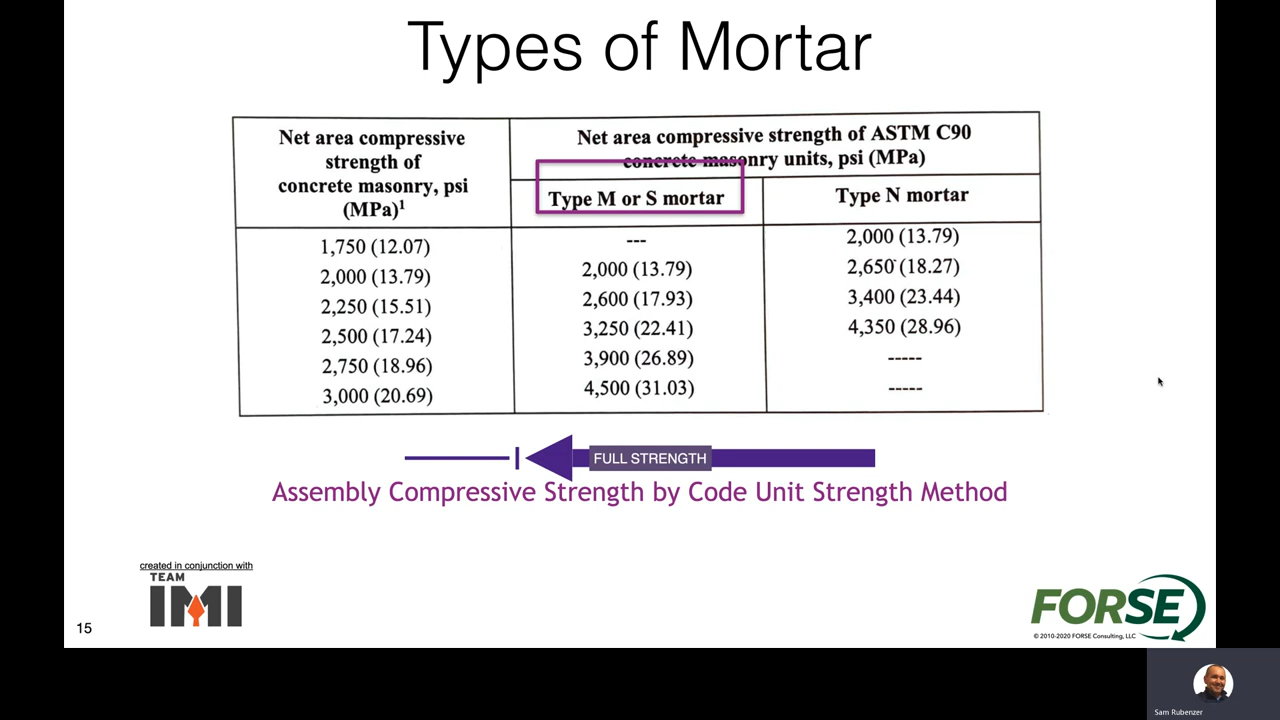 Types of Mortar
Net area compressive
strength of
concrete masonry, psi
(MPa)¹
Net area compressive strength of ASTM C90
concrete masonry units, psi (MPa)
Type M or S mortar
Type N mortar
1,750 (12.07)
---
2,000 (13.79)
2,000 (13.79)
2,000 (13.79)
2,650 (18.27)
2,250 (15.51)
2,600 (17.93)
3,400 (23.44)
2,500 (17.24)
3,250 (22.41)
4,350 (28.96)
2,750 (18.96)
3,900 (26.89)
-----
3,000 (20.69)
4,500 (31.03)
-----
FULL STRENGTH
Assembly Compressive Strength by Code Unit Strength Method
created in conjunction with
TEAM
IMI
FORSE
© 2010-2020 FORSE Consulting, LLC
15
Sam Rubenzer